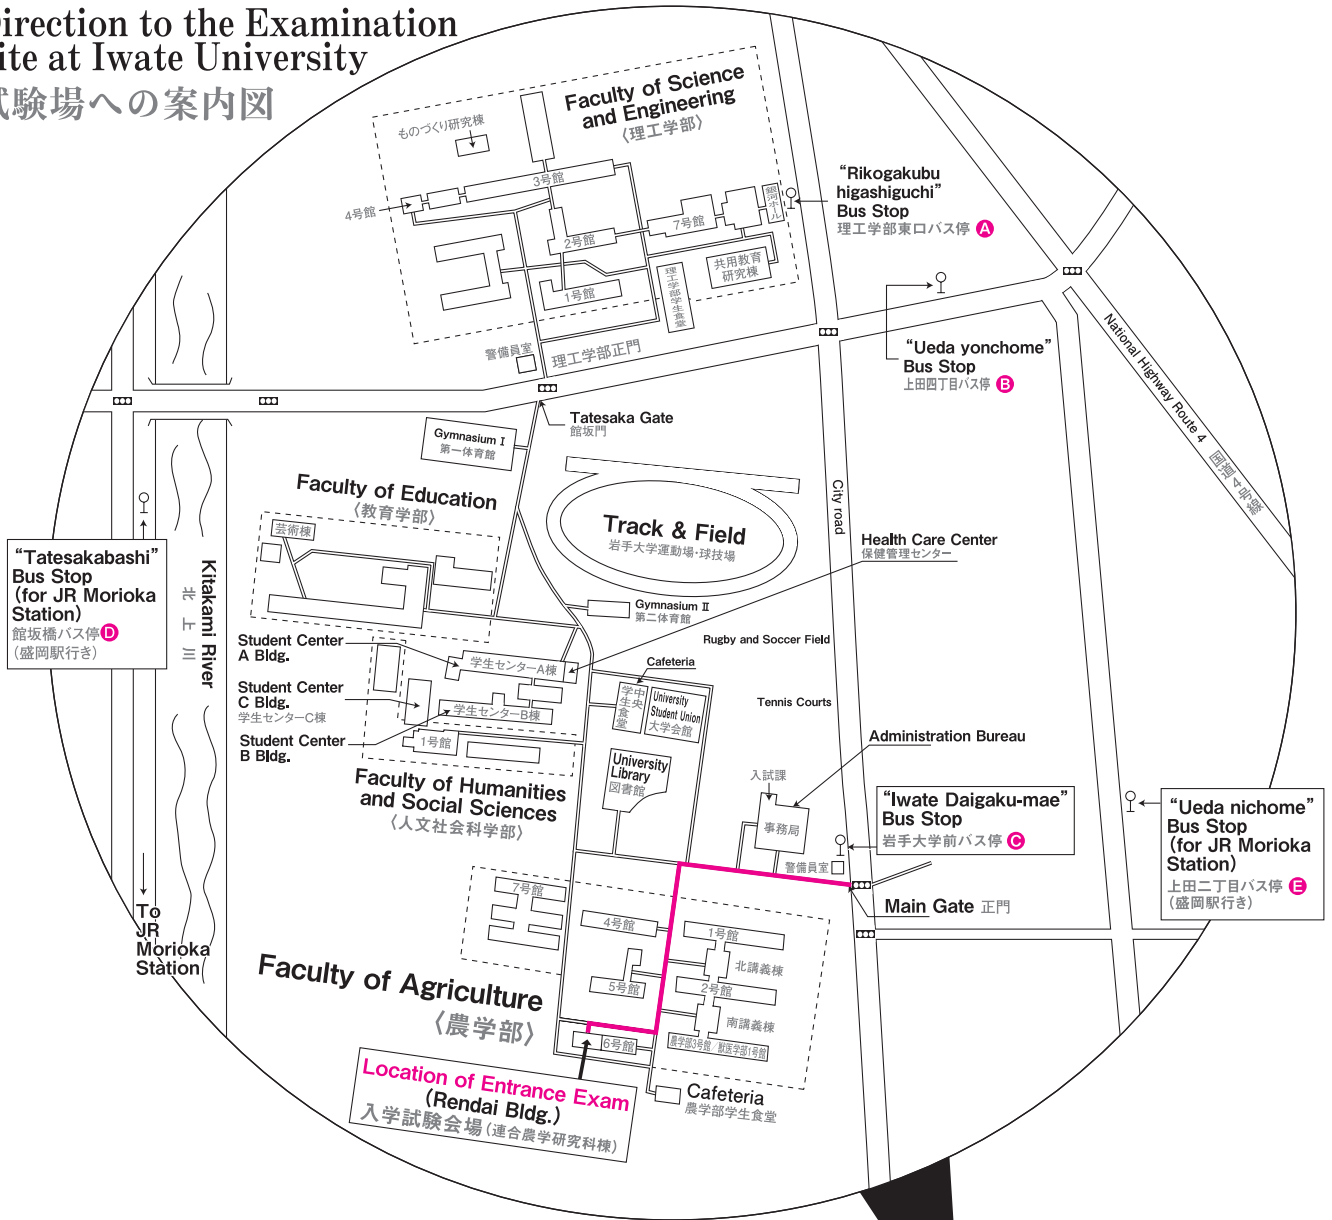 Direction to the Examination
ite at Iwate University
試験場への案内図
Faculty of Science
and Engineering
〈理工学部〉
ものづくり研究棟
3号館
4号館
2号館
7号館
銀河ホール
1号館
理工学部学生食堂
共用教育
研究棟
"Rikogakubu
higashiguchi"
Bus Stop
理工学部東口バス停 A
警備員室
理工学部正門
"Ueda yonchome"
Bus Stop
上田四丁目バス停 B
National Highway Route 4 国道4号線
Tatesaka Gate
館坂門
Gymnasium I
第一体育館
Faculty of Education
〈教育学部〉
芸術棟
Track & Field
岩手大学運動場・球技場
City road
Health Care Center
保健管理センター
"Tatesakabashi"
Bus Stop
(for JR Morioka
Station)
館坂橋バス停 D
(盛岡駅行き)
Kitakami River
北上川
Gymnasium II
第二体育館
Rugby and Soccer Field
Student Center
A Bldg.
学生センターA棟
Cafeteria
中央学生食堂
University
Student Union
大学会館
Tennis Courts
Student Center
C Bldg.
学生センターC棟
学生センターB棟
Student Center
B Bldg.
1号館
University
Library
図書館
Administration Bureau
入試課
事務局
Faculty of Humanities
and Social Sciences
〈人文社会科学部〉
"Iwate Daigaku-mae"
Bus Stop
岩手大学前バス停 C
"Ueda nichome"
Bus Stop
(for JR Morioka
Station)
上田二丁目バス停 E
(盛岡駅行き)
警備員室
Main Gate 正門
To
JR
Morioka
Station
7号館
4号館
1号館
北講義棟
5号館
2号館
南講義棟
Faculty of Agriculture
〈農学部〉
6号館
農学部3号館／獣医学部1号館
Location of Entrance Exam
(Rendai Bldg.)
入学試験会場(連合農学研究科棟)
Cafeteria
農学部学生食堂